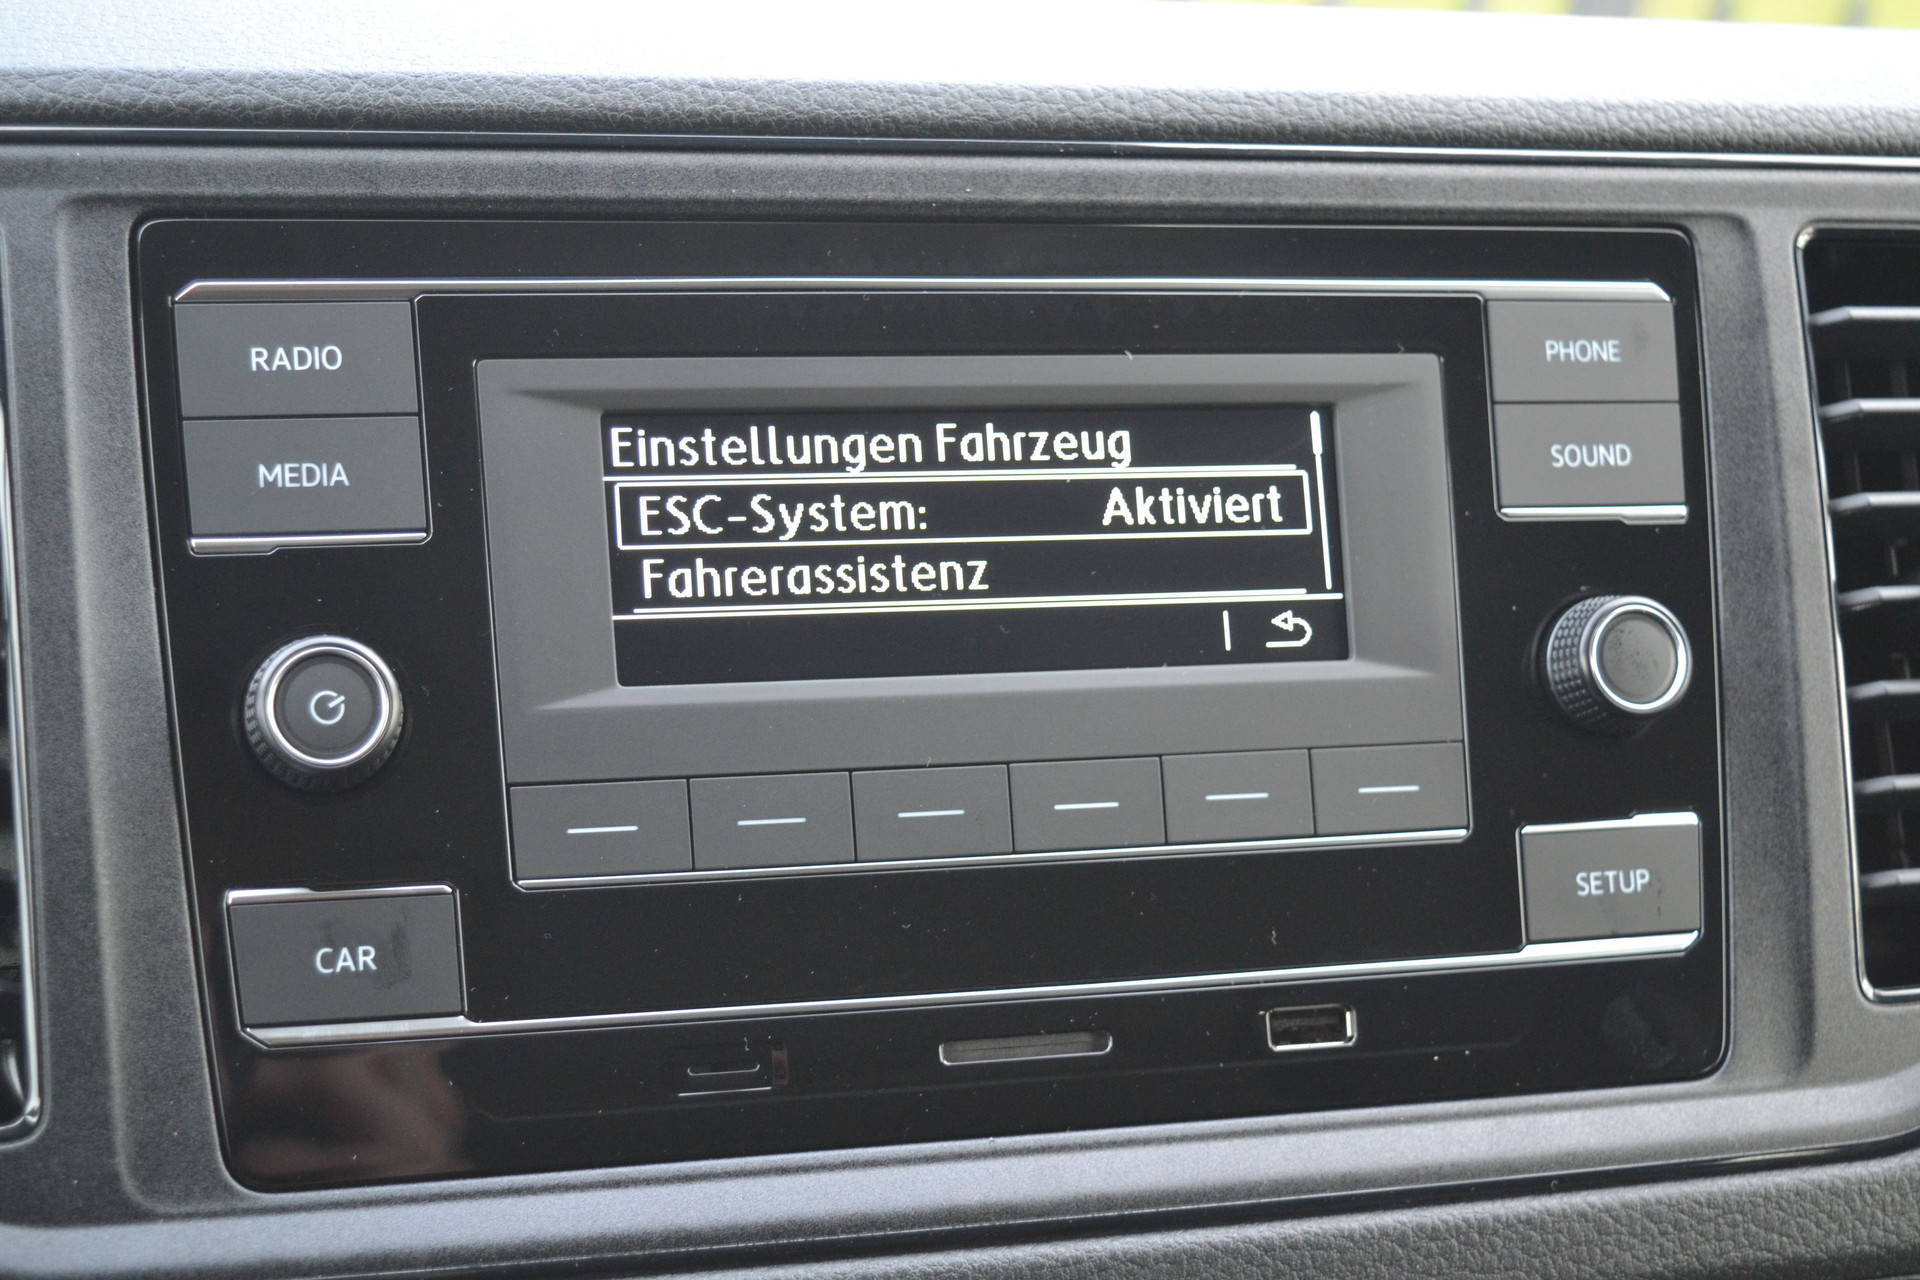 RADIO
MEDIA
Einstellungen Fahrzeug
ESC-System: Aktiviert
Fahrerassistenz
PHONE
SOUND
CAR
SETUP